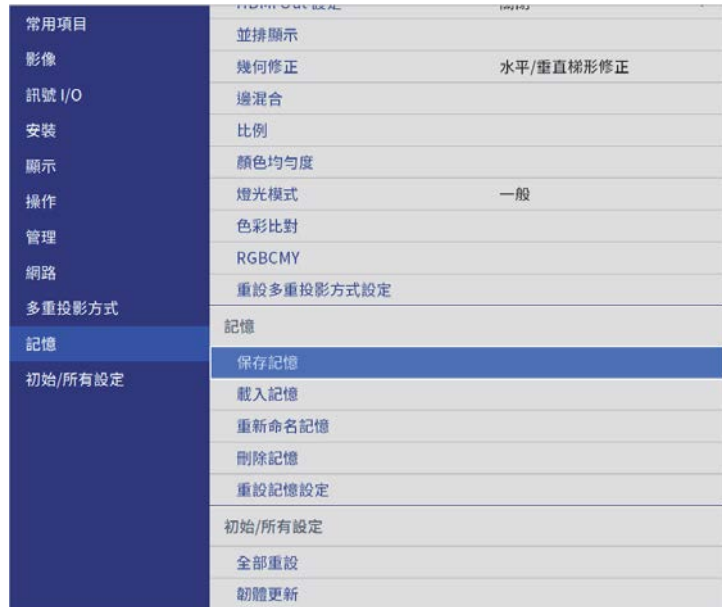 常用項目
影像
訊號 I/O
安裝
顯示
操作
管理
網路
多重投影方式
記憶
初始/所有設定
並排顯示
幾何修正 水平/垂直梯形修正
邊混合
比例
顏色均勻度
燈光模式 一般
色彩比對
RGBCMY
重設多重投影方式設定
記憶
保存記憶
載入記憶
重新命名記憶
刪除記憶
重設記憶設定
初始/所有設定
全部重設
韌體更新